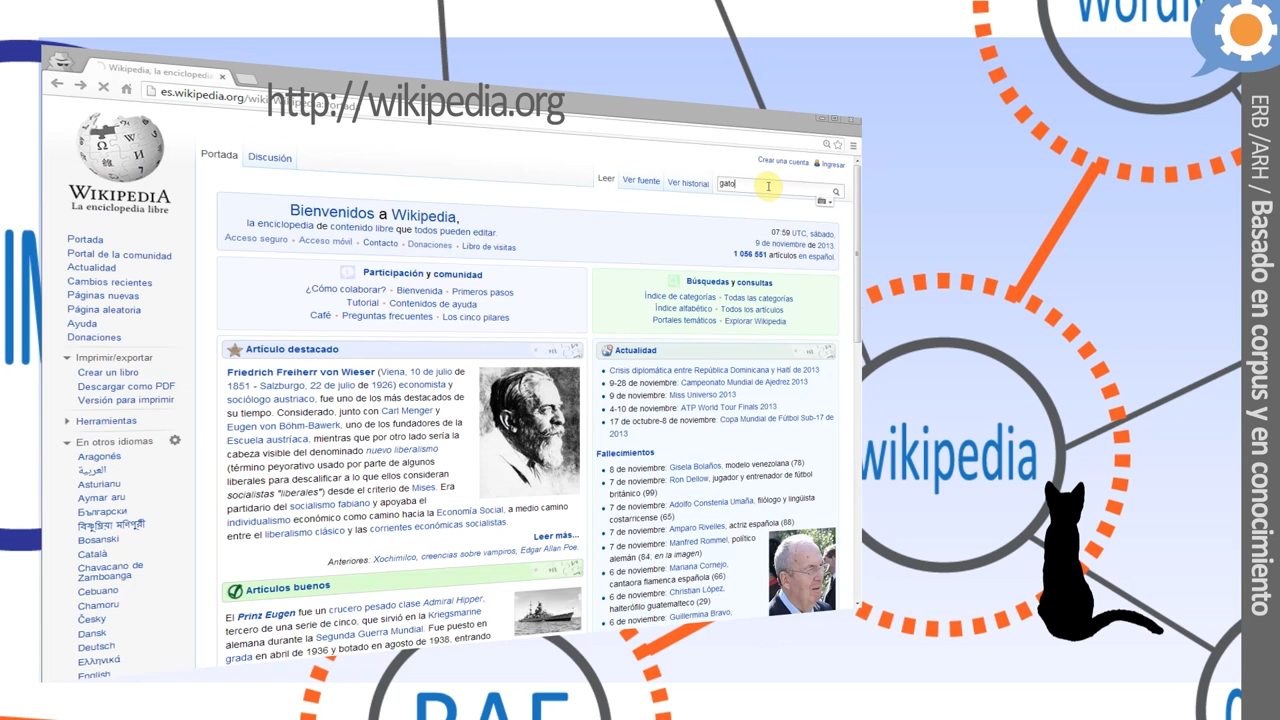 WordN
Wikipedia, la enciclopedia
es.wikipedia.org/wiki
http://wikipedia.org
WIKIPEDIA
La enciclopedia libre
Portada
Discusión
Crear una cuenta
Ingresar
Leer
Ver fuente
Ver historial
gato
Portada
Portal de la comunidad
Actualidad
Cambios recientes
Páginas nuevas
Página aleatoria
Ayuda
Donaciones
Imprimir/exportar
Crear un libro
Descargar como PDF
Versión para imprimir
Herramientas
En otros idiomas
Aragonés
العربية
Asturianu
Aymar aru
Български
বিষ্ণুপ্রিয়া মণিপুরী
Bosanski
Català
Chavacano de
Zamboanga
Cebuano
Chamoru
Česky
Dansk
Deutsch
Ελληνικά
English
Bienvenidos a Wikipedia,
la enciclopedia de contenido libre que todos pueden editar.
Acceso seguro · Acceso móvil · Contacto · Donaciones · Libro de visitas
07:59 UTC, sábado,
9 de noviembre de 2013.
1 056 551 artículos en español.
Participación y comunidad
¿Cómo colaborar? · Bienvenida · Primeros pasos
Tutorial · Contenidos de ayuda
Café · Preguntas frecuentes · Los cinco pilares
Búsquedas y consultas
Índice de categorías · Todas las categorías
Índice alfabético · Todos los artículos
Portales temáticos · Explorar Wikipedia
Artículo destacado
Friedrich Freiherr von Wieser (Viena, 10 de julio de
1851 - Salzburgo, 22 de julio de 1926) economista y
sociólogo austriaco, fue uno de los más destacados de
su tiempo. Considerado, junto con Carl Menger y
Eugen von Böhm-Bawerk, uno de los fundadores de la
Escuela austríaca, mientras que por otro lado sería la
cabeza visible del denominado nuevo liberalismo
(término peyorativo usado por parte de algunos
liberales para descalificar a lo que ellos consideran
socialistas "liberales") desde el criterio de Mises. Era
partidario del socialismo fabiano y apoyaba el
individualismo económico como camino hacia la Economía Social, a medio camino
entre el liberalismo clásico y las corrientes económicas socialistas.
Leer más...
Anteriores: Xochimilco, creencias sobre vampiros, Edgar Allan Poe.
Artículos buenos
El Prinz Eugen fue un crucero pesado clase Admiral Hipper,
tercero de una serie de cinco, que sirvió en la Kriegsmarine
alemana durante la Segunda Guerra Mundial. Fue puesto en
grada en abril de 1936 y botado en agosto de 1938, entrando
Actualidad
Crisis diplomática entre República Dominicana y Haití de 2013
9-28 de noviembre: Campeonato Mundial de Ajedrez 2013
9 de noviembre: Miss Universo 2013
4-10 de noviembre: ATP World Tour Finals 2013
17 de octubre-8 de noviembre: Copa Mundial de Fútbol Sub-17 de
2013
Fallecimientos
8 de noviembre: Gisela Bolaños, modelo venezolana (78)
7 de noviembre: Ron Dellow, jugador y entrenador de fútbol
británico (99)
7 de noviembre: Adolfo Constenla Umaña, filólogo y lingüista
costarricense (65)
7 de noviembre: Amparo Rivelles, actriz española (88)
7 de noviembre: Manfred Rommel, político
alemán (84; en la imagen)
6 de noviembre: Mariana Cornejo,
cantaora flamenca española (66)
6 de noviembre: Christian López,
halterófilo guatemalteco (29)
6 de noviembre: Guillermina Bravo,
wikipedia
RAE
ERB /ARH / Basado en corpus y en conocimiento